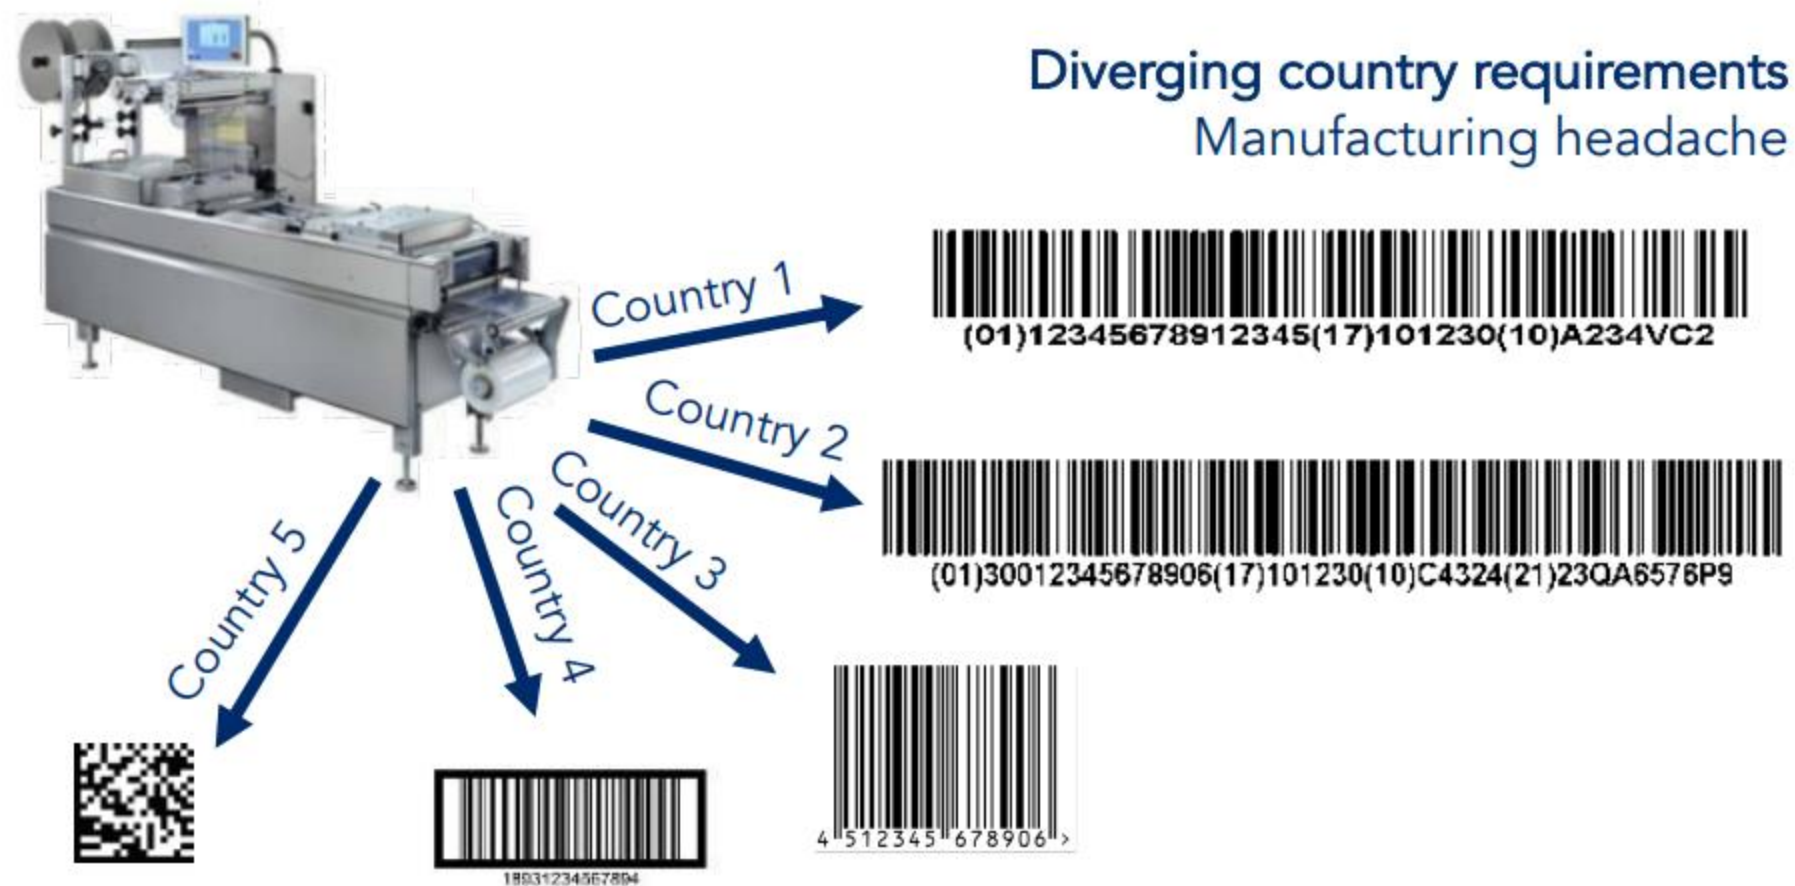 Diverging country requirements
Manufacturing headache
Country 1
(01)12345678912345(17)101230(10)A234VC2
Country 2
(01)30012345678906(17)101230(10)C4324(21)23QA6576P9
Country 3
4 512345 678906 >
Country 4
18931234567894
Country 5